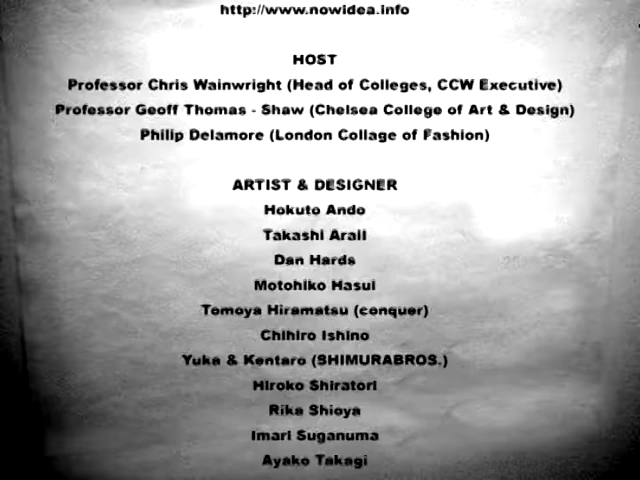 http://www.nowidea.info
HOST
Professor Chris Wainwright (Head of Colleges, CCW Executive)
Professor Geoff Thomas - Shaw (Chelsea College of Art & Design)
Philip Delamore (London Collage of Fashion)
ARTIST & DESIGNER
Hokuto Ando
Takashi Arail
Dan Hards
Motohiko Hasui
Tomoya Hiramatsu (conquer)
Chihiro Ishino
Yuka & Kentaro (SHIMURABROS.)
Hiroko Shiratori
Rika Shioya
Imari Suganuma
Ayako Takagi